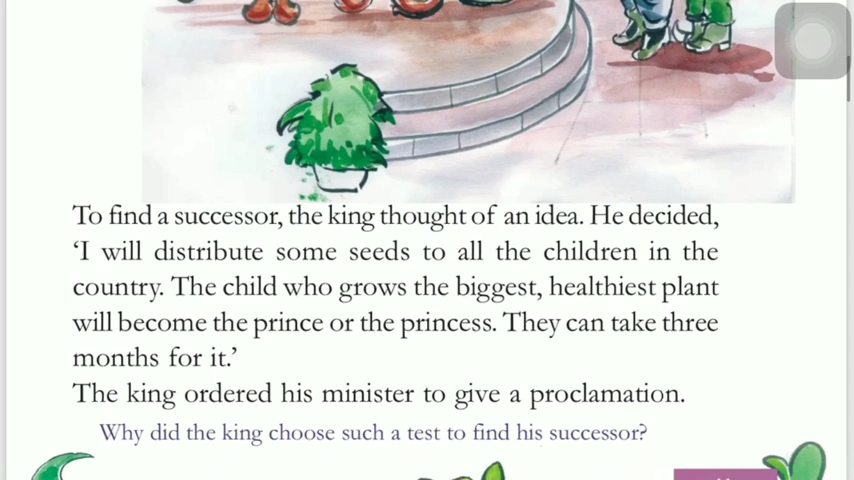 To find a successor, the king thought of an idea. He decided,
‘I will distribute some seeds to all the children in the
country. The child who grows the biggest, healthiest plant
will become the prince or the princess. They can take three
months for it.’
The king ordered his minister to give a proclamation.
Why did the king choose such a test to find his successor?